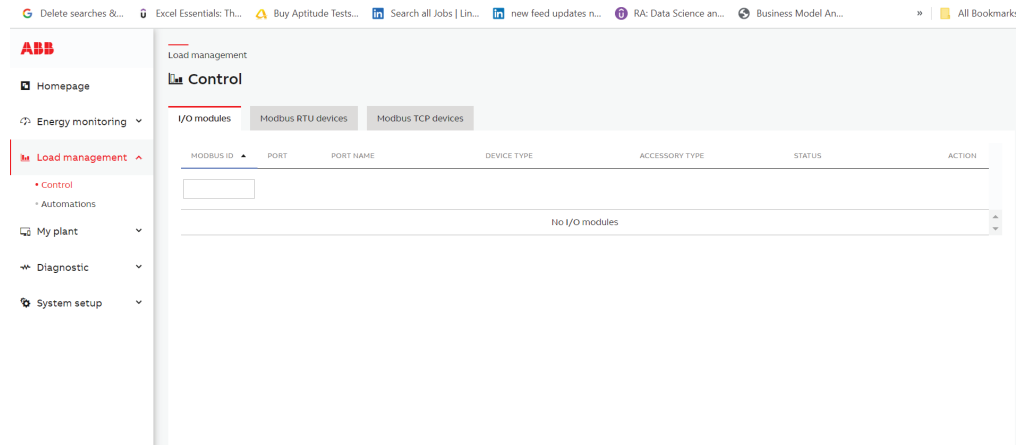 Delete searches &... Excel Essentials: Th... Buy Aptitude Tests... Search all Jobs | Lin... new feed updates n... RA: Data Science an... Business Model An... » All Bookmarks
ABB
Homepage
Energy monitoring
Load management
Control
Automations
My plant
Diagnostic
System setup
Load management
Control
I/O modules Modbus RTU devices Modbus TCP devices
MODBUS ID PORT PORT NAME DEVICE TYPE ACCESSORY TYPE STATUS ACTION
No I/O modules